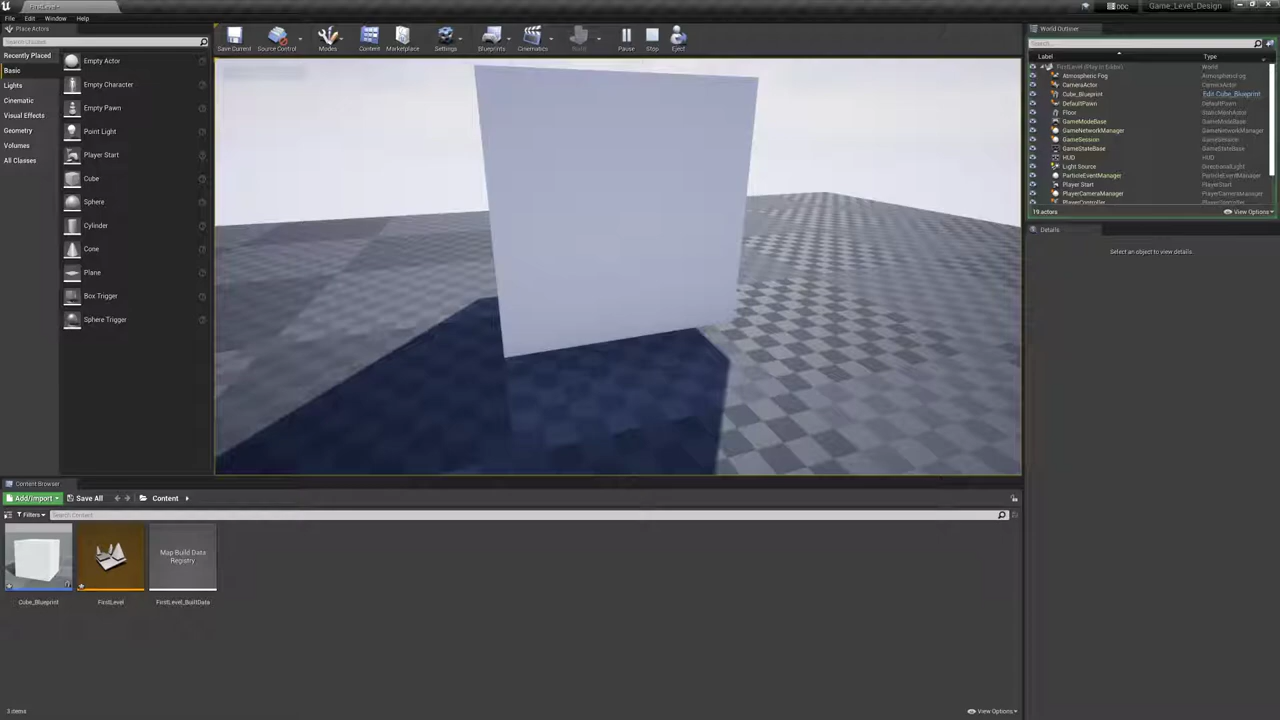 FirstLevel•
DDC
Game_Level_Design
File
Edit
Window
Help
Place Actors
Search Classes
Recently Placed
Basic
Lights
Cinematic
Visual Effects
Geometry
Volumes
All Classes
Empty Actor
Empty Character
Empty Pawn
Point Light
Player Start
Cube
Sphere
Cylinder
Cone
Plane
Box Trigger
Sphere Trigger
Save Current
Source Control
Modes
Content
Marketplace
Settings
Blueprints
Cinematics
Build
Pause
Stop
Eject
World Outliner
Search...
Label
Type
FirstLevel (Play In Editor)
World
Atmospheric Fog
AtmosphericFog
CameraActor
CameraActor
Cube_Blueprint
Edit Cube_Blueprint
DefaultPawn
DefaultPawn
Floor
StaticMeshActor
GameModeBase
GameModeBase
GameNetworkManager
GameNetworkManager
GameSession
GameSession
GameStateBase
GameStateBase
HUD
HUD
Light Source
DirectionalLight
ParticleEventManager
ParticleEventManager
Player Start
PlayerStart
PlayerCameraManager
PlayerCameraManager
PlayerController
PlayerController
19 actors
View Options
Details
Select an object to view details
Content Browser
Add/Import
Save All
Content
Filters
Search Content
Map Build Data
Registry
Cube_Blueprint
FirstLevel
FirstLevel_BuiltData
3 items
View Options